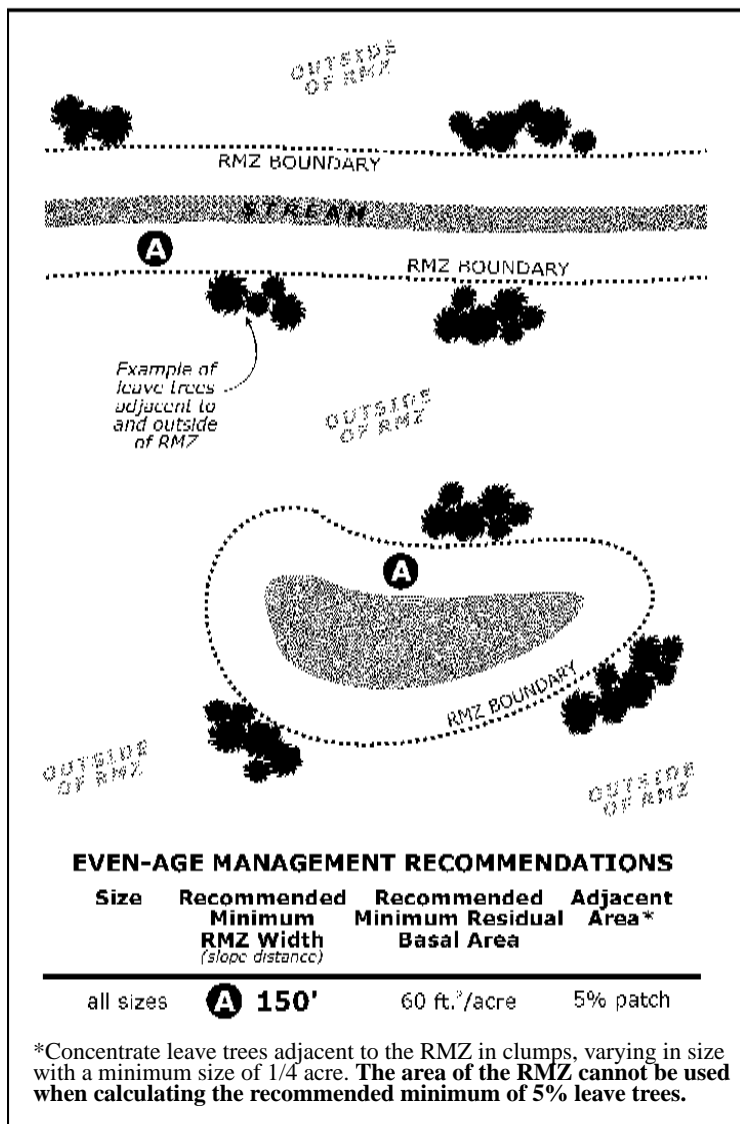 OUTSIDE
OF RMZ
RMZ BOUNDARY
STREAM
A
RMZ BOUNDARY
Example of
leave trees
adjacent to
and outside
of RMZ
OUTSIDE
OF RMZ
A
RMZ BOUNDARY
OUTSIDE
OF RMZ
OUTSIDE
OF RMZ
EVEN-AGE MANAGEMENT RECOMMENDATIONS
Size Recommended Recommended Adjacent
Minimum Minimum Residual Area*
RMZ Width Basal Area
(slope distance)
all sizes A 150' 60 ft.²/acre 5% patch
*Concentrate leave trees adjacent to the RMZ in clumps, varying in size
with a minimum size of 1/4 acre. The area of the RMZ cannot be used
when calculating the recommended minimum of 5% leave trees.